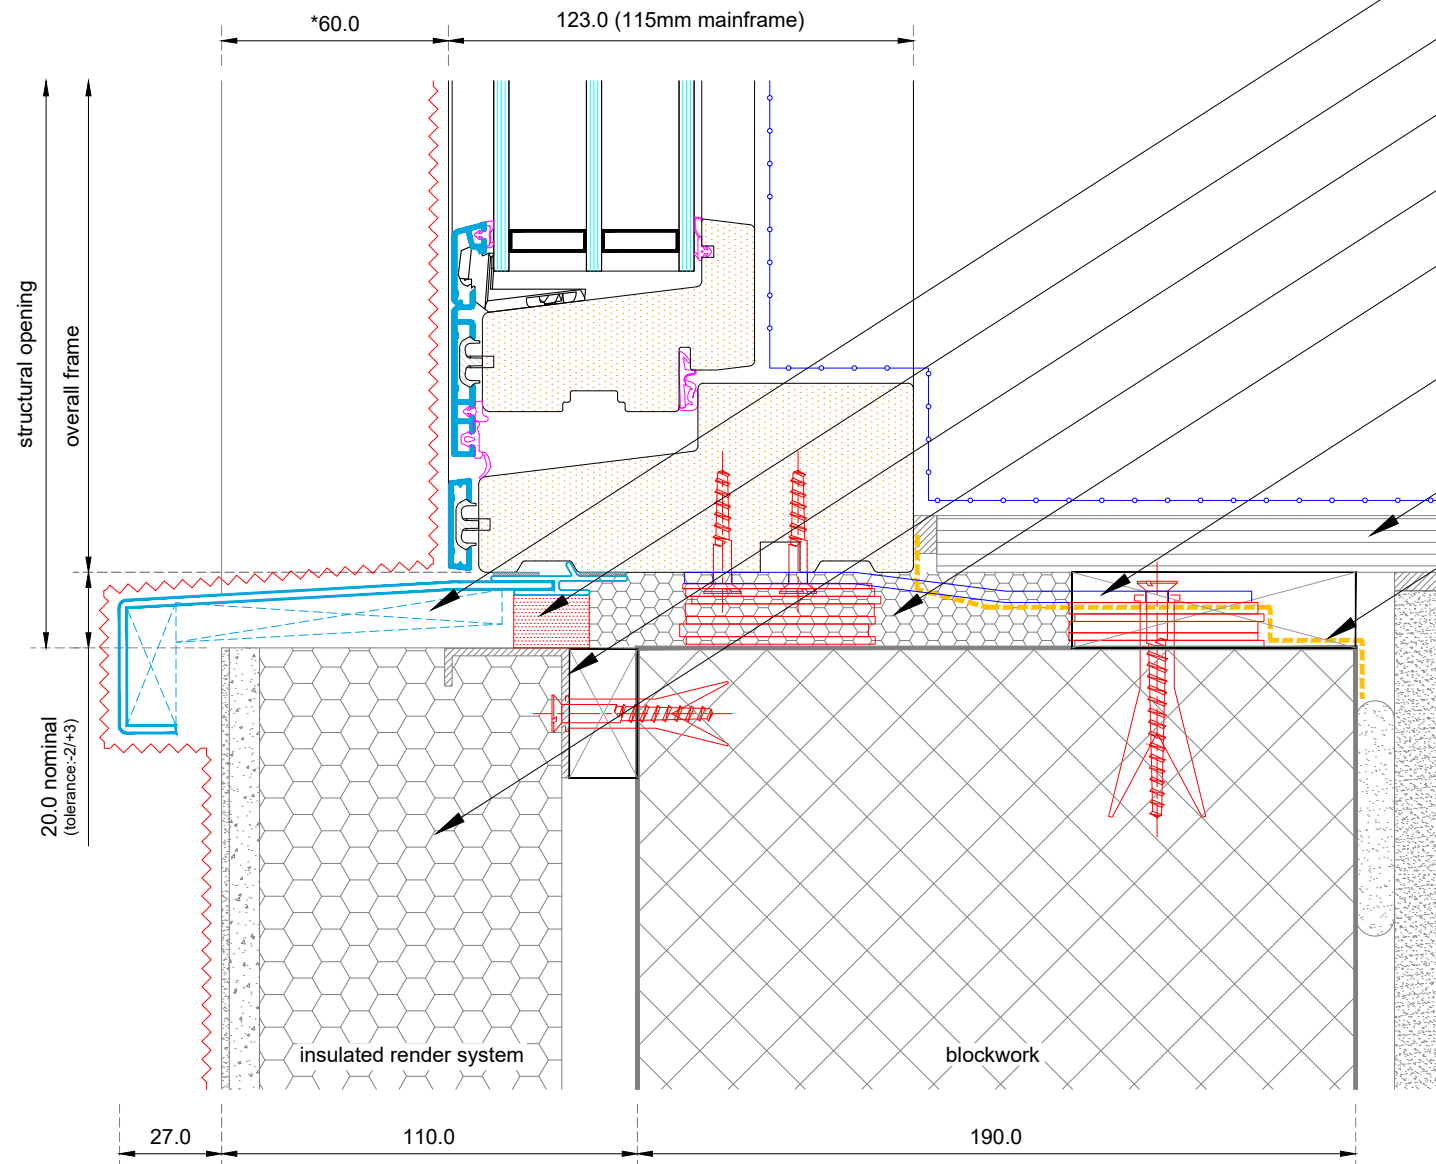 *60.0
123.0 (115mm mainframe)
structural opening
overall frame
20.0 nominal
(tolerance:-2/+3)
insulated render system
blockwork
27.0
110.0
190.0